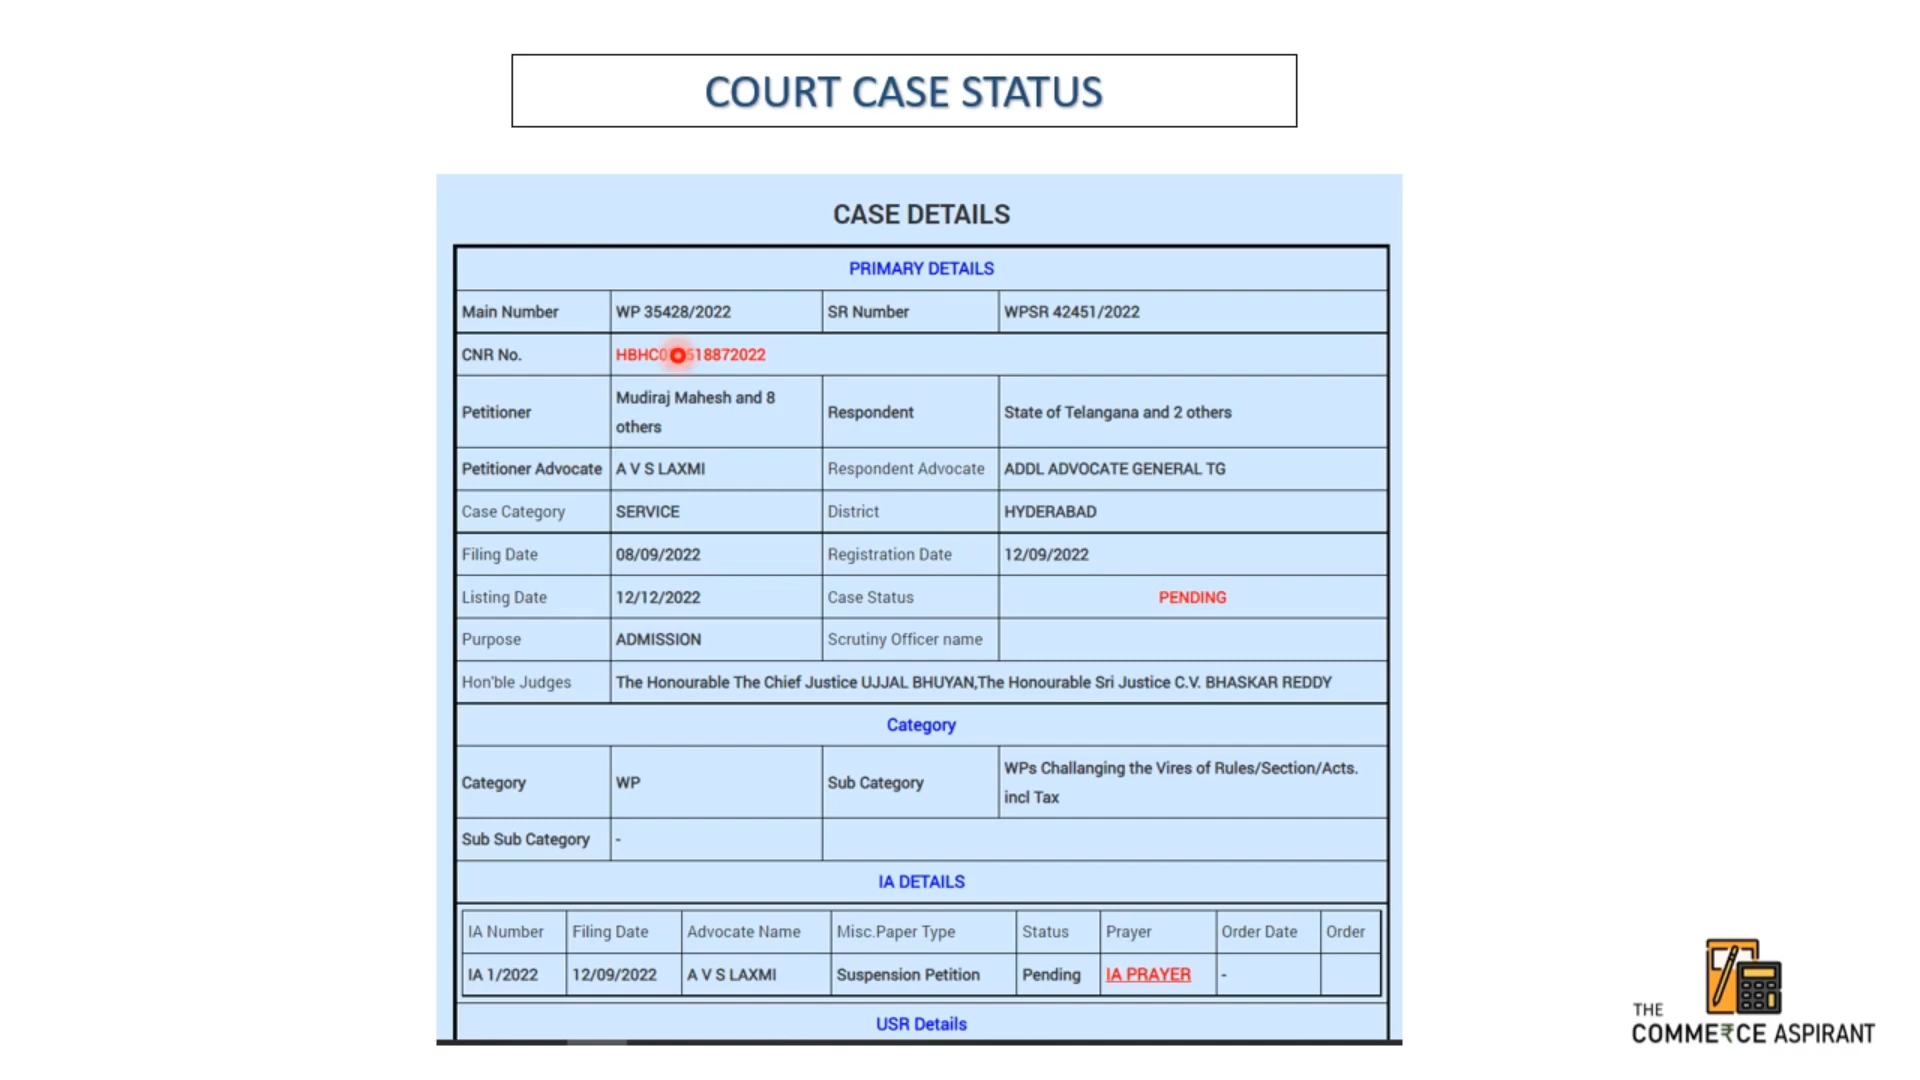 COURT CASE STATUS
CASE DETAILS
PRIMARY DETAILS
Main Number WP 35428/2022 SR Number WPSR 42451/2022
CNR No.
Petitioner Mudiraj Mahesh and 8 others Respondent State of Telangana and 2 others
Petitioner Advocate A V S LAXMI Respondent Advocate ADDL ADVOCATE GENERAL TG
Case Category SERVICE District HYDERABAD
Filing Date 08/09/2022 Registration Date 12/09/2022
Listing Date 12/12/2022 Case Status PENDING
Purpose ADMISSION Scrutiny Officer name
Hon'ble Judges The Honourable The Chief Justice UJJAL BHUYAN,The Honourable Sri Justice C.V. BHASKAR REDDY
Category
Category WP Sub Category WPs Challanging the Vires of Rules/Section/Acts. incl Tax
Sub Sub Category -
IA DETAILS
IA Number Filing Date Advocate Name Misc.Paper Type Status Prayer Order Date Order
IA 1/2022 12/09/2022 A V S LAXMI Suspension Petition Pending IA PRAYER -
USR Details
THE
COMME₹CE ASPIRANT